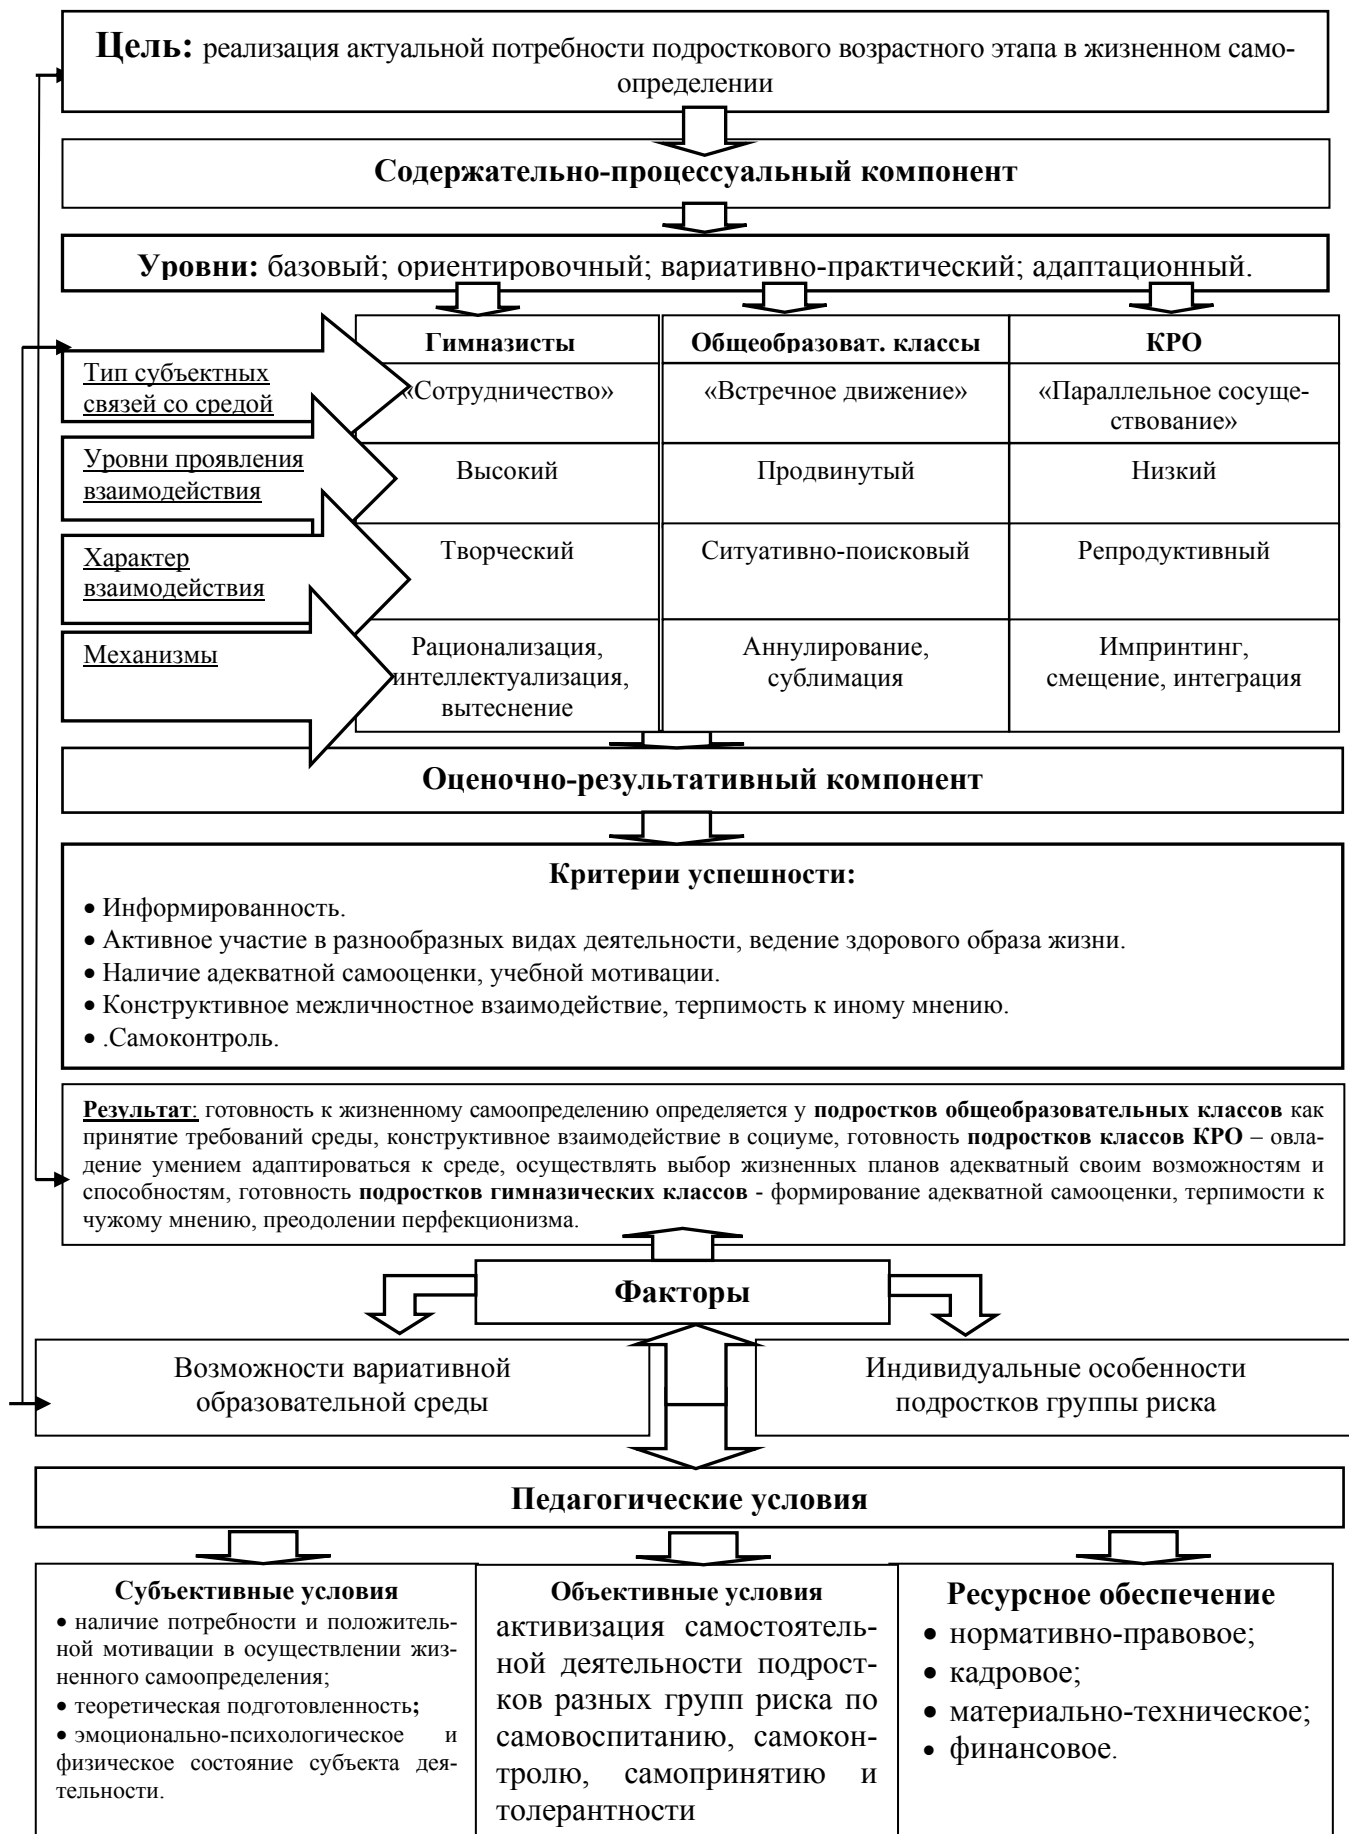 Цель: реализация актуальной потребности подросткового возрастного этапа в жизненном само-
определении
Содержательно-процессуальный компонент
Уровни: базовый; ориентировочный; вариативно-практический; адаптационный.
Гимназисты
Общеобразоват. классы
КРО
Тип субъектных
связей со средой
«Сотрудничество»
«Встречное движение»
«Параллельное сосуще-
ствование»
Уровни проявления
взаимодействия
Высокий
Продвинутый
Низкий
Характер
взаимодействия
Творческий
Ситуативно-поисковый
Репродуктивный
Механизмы
Рационализация,
интеллектуализация,
вытеснение
Аннулирование,
сублимация
Импринтинг,
смещение, интеграция
Оценочно-результативный компонент
Критерии успешности:
• Информированность.
• Активное участие в разнообразных видах деятельности, ведение здорового образа жизни.
• Наличие адекватной самооценки, учебной мотивации.
• Конструктивное межличностное взаимодействие, терпимость к иному мнению.
• .Самоконтроль.
Результат: готовность к жизненному самоопределению определяется у подростков общеобразовательных классов как
принятие требований среды, конструктивное взаимодействие в социуме, готовность подростков классов КРО – овла-
дение умением адаптироваться к среде, осуществлять выбор жизненных планов адекватный своим возможностям и
способностям, готовность подростков гимназических классов - формирование адекватной самооценки, терпимости к
чужому мнению, преодолении перфекционизма.
Факторы
Возможности вариативной
образовательной среды
Индивидуальные особенности
подростков группы риска
Педагогические условия
Субъективные условия
• наличие потребности и положитель-
ной мотивации в осуществлении жиз-
ненного самоопределения;
• теоретическая подготовленность;
• эмоционально-психологическое и
физическое состояние субъекта дея-
тельности.
Объективные условия
активизация самостоятель-
ной деятельности подрост-
ков разных групп риска по
самовоспитанию, самокон-
тролю, самопринятию и
толерантности
Ресурсное обеспечение
• нормативно-правовое;
• кадровое;
• материально-техническое;
• финансовое.